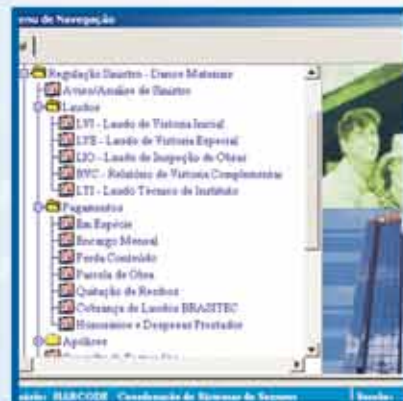 enu de Navegação
Regulação Sinistro - Danos Materiais
Aviso/Análise de Sinistro
Laudos
LVI - Laudo de Vistoria Inicial
LVE - Laudo de Vistoria Especial
LIO - Laudo de Inspeção de Obras
RVC - Relatório de Vistoria Complementar
LTI - Laudo Técnico do Instituto
Pagamentos
Em Espécie
Encargo Mensal
Perda Conteúdo
Parcela de Obra
Quitação de Recibos
Cobrança de Laudos BRASITEC
Honorários e Despesas Prestador
Apólices
uário: HARCODE Coordenação de Sistemas de Seguros